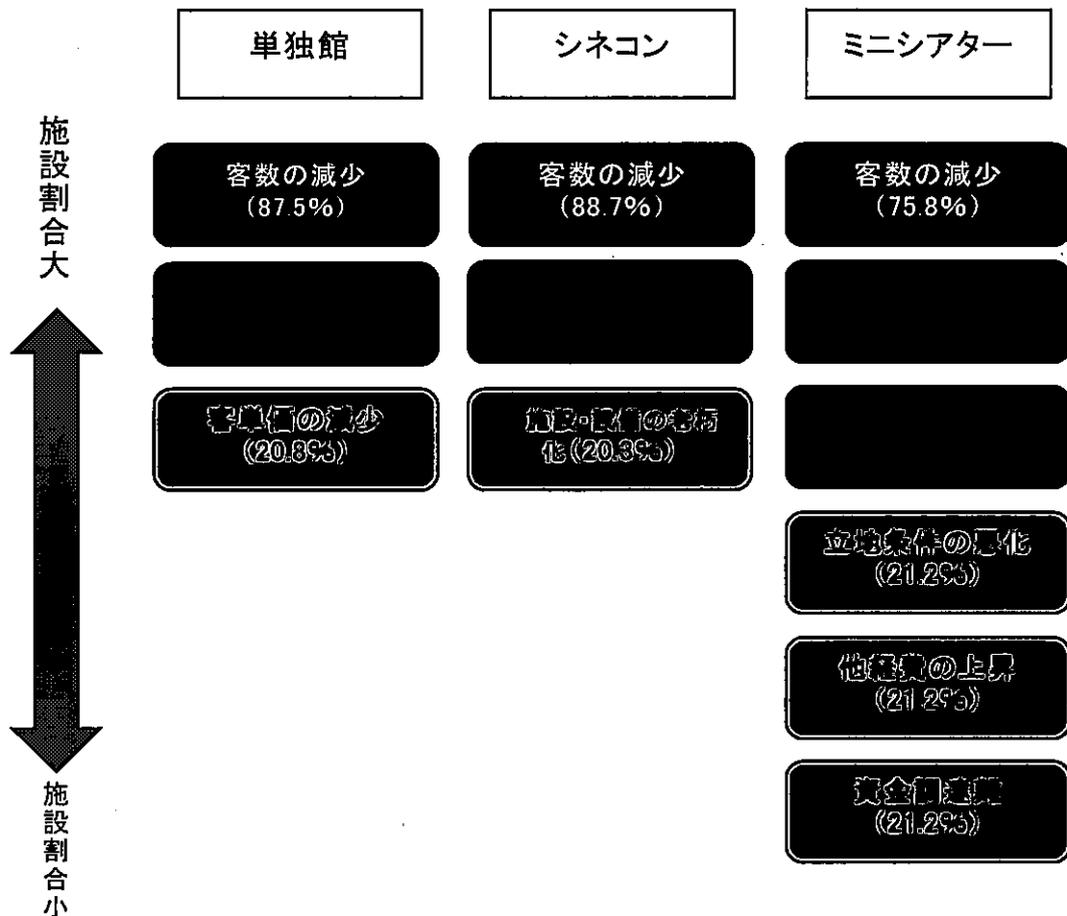 単独館
シネコン
ミニシアター
施設割合大
客数の減少
(87.5%)
客数の減少
(88.7%)
客数の減少
(75.8%)
客単価の減少
(20.8%)
施設・設備の老朽
化(20.3%)
立地条件の悪化
(21.2%)
他経費の上昇
(21.2%)
資金調達難
(21.2%)
施設割合小